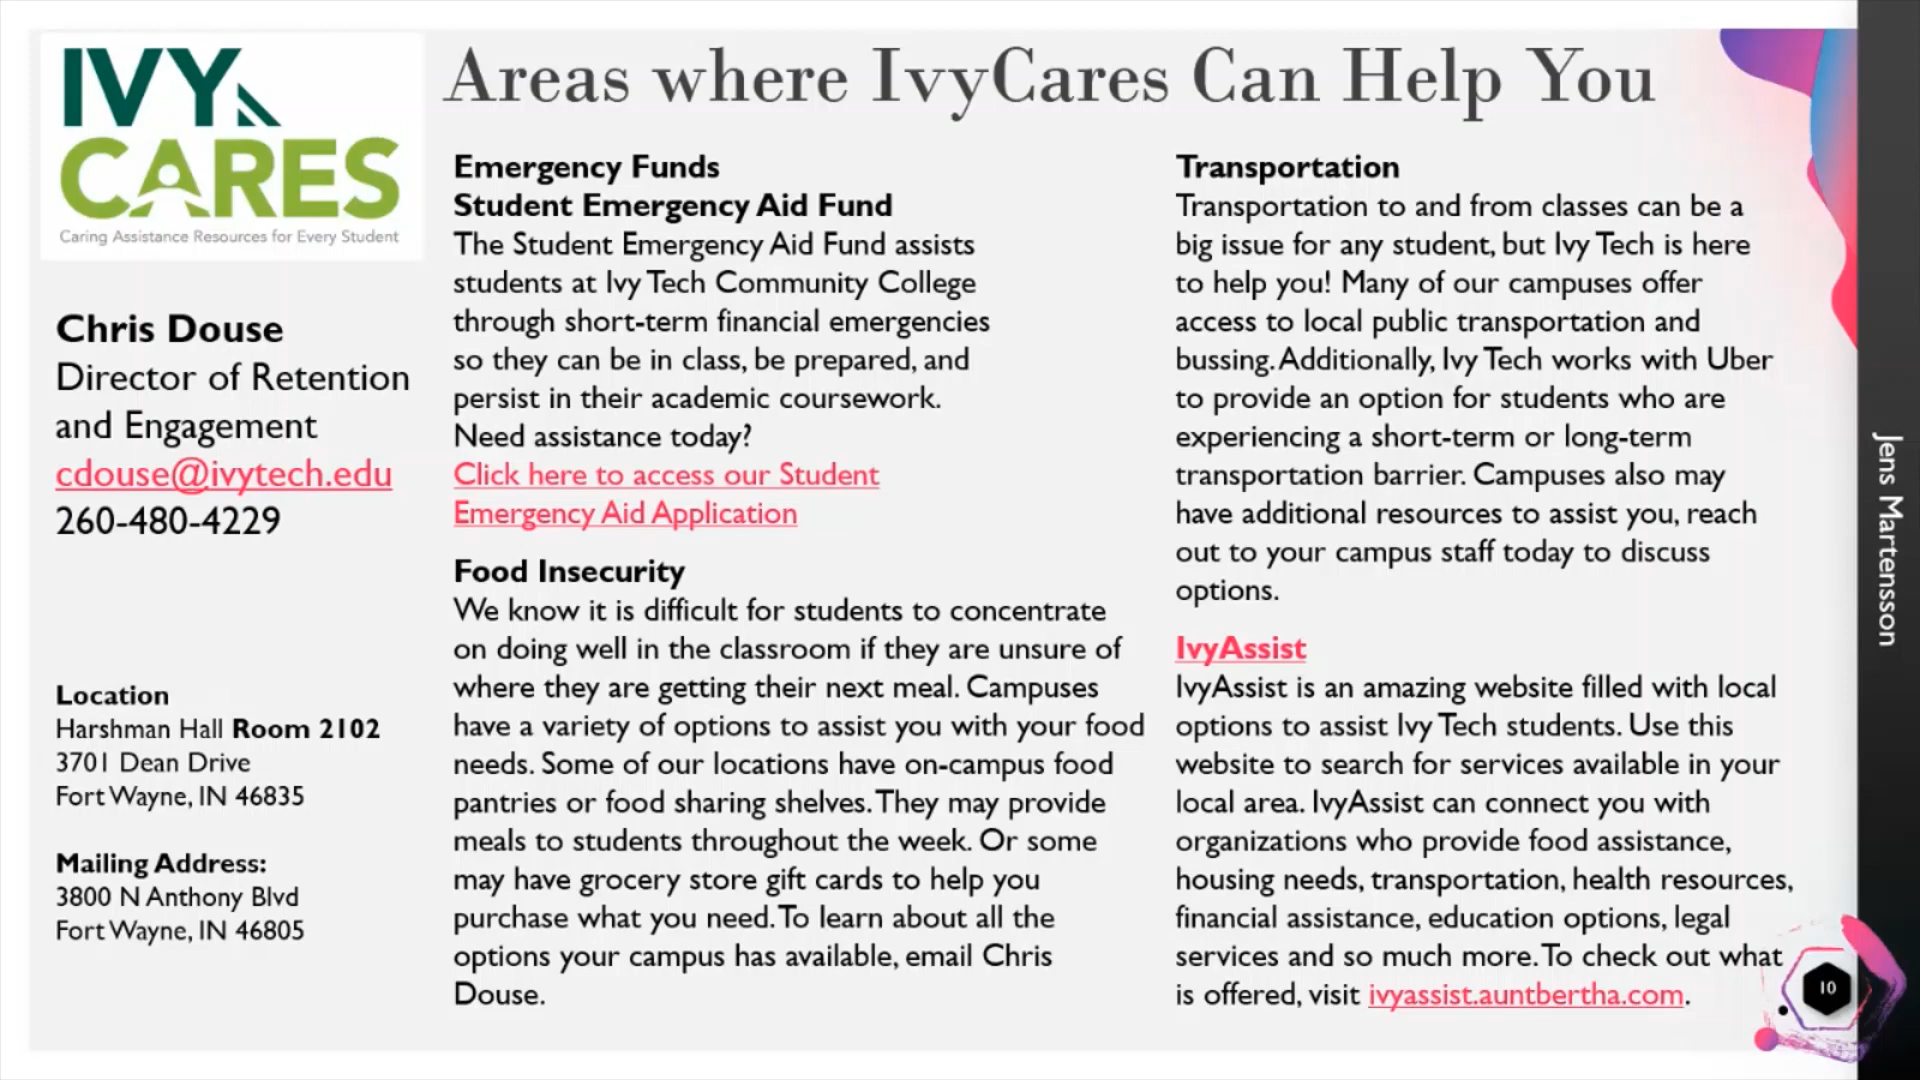 IVY
CARES
Caring Assistance Resources for Every Student
Areas where IvyCares Can Help You
Chris Douse
Director of Retention
and Engagement
cdouse@ivytech.edu
260-480-4229
Location
Harshman Hall Room 2102
3701 Dean Drive
Fort Wayne, IN 46835
Mailing Address:
3800 N Anthony Blvd
Fort Wayne, IN 46805
Emergency Funds
Student Emergency Aid Fund
The Student Emergency Aid Fund assists
students at Ivy Tech Community College
through short-term financial emergencies
so they can be in class, be prepared, and
persist in their academic coursework.
Need assistance today?
Click here to access our Student
Emergency Aid Application
Food Insecurity
We know it is difficult for students to concentrate
on doing well in the classroom if they are unsure of
where they are getting their next meal. Campuses
have a variety of options to assist you with your food
needs. Some of our locations have on-campus food
pantries or food sharing shelves. They may provide
meals to students throughout the week. Or some
may have grocery store gift cards to help you
purchase what you need. To learn about all the
options your campus has available, email Chris
Douse.
Transportation
Transportation to and from classes can be a
big issue for any student, but Ivy Tech is here
to help you! Many of our campuses offer
access to local public transportation and
bussing. Additionally, Ivy Tech works with Uber
to provide an option for students who are
experiencing a short-term or long-term
transportation barrier. Campuses also may
have additional resources to assist you, reach
out to your campus staff today to discuss
options.
IvyAssist
IvyAssist is an amazing website filled with local
options to assist Ivy Tech students. Use this
website to search for services available in your
local area. IvyAssist can connect you with
organizations who provide food assistance,
housing needs, transportation, health resources,
financial assistance, education options, legal
services and so much more. To check out what
is offered, visit ivyassist.auntbertha.com.
Jens Martensson
10